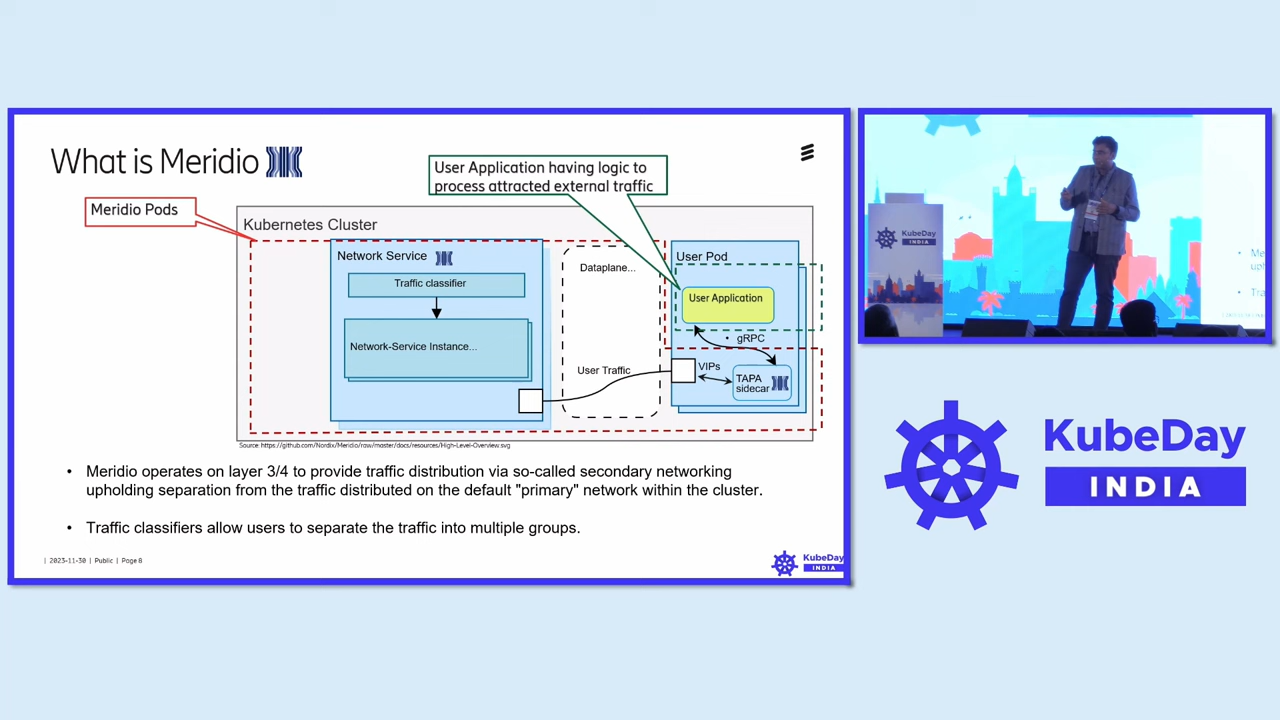 What is Meridio
User Application having logic to
process attracted external traffic
Meridio Pods
Kubernetes Cluster
Network Service
Traffic classifier
Network-Service Instance...
Dataplane...
User Traffic
User Pod
User Application
• gRPC
VIPs
TAPA
sidecar
Source: https://github.com/Nordix/Meridio/raw/master/docs/resources/High-Level-Overview.svg
• Meridio operates on layer 3/4 to provide traffic distribution via so-called secondary networking
upholding separation from the traffic distributed on the default "primary" network within the cluster.
• Traffic classifiers allow users to separate the traffic into multiple groups.
| 2023-11-30 | Public | Page 8
KubeDay
INDIA
KubeDay
INDIA
• Me
uph
• Tra
KubeDay
INDIA